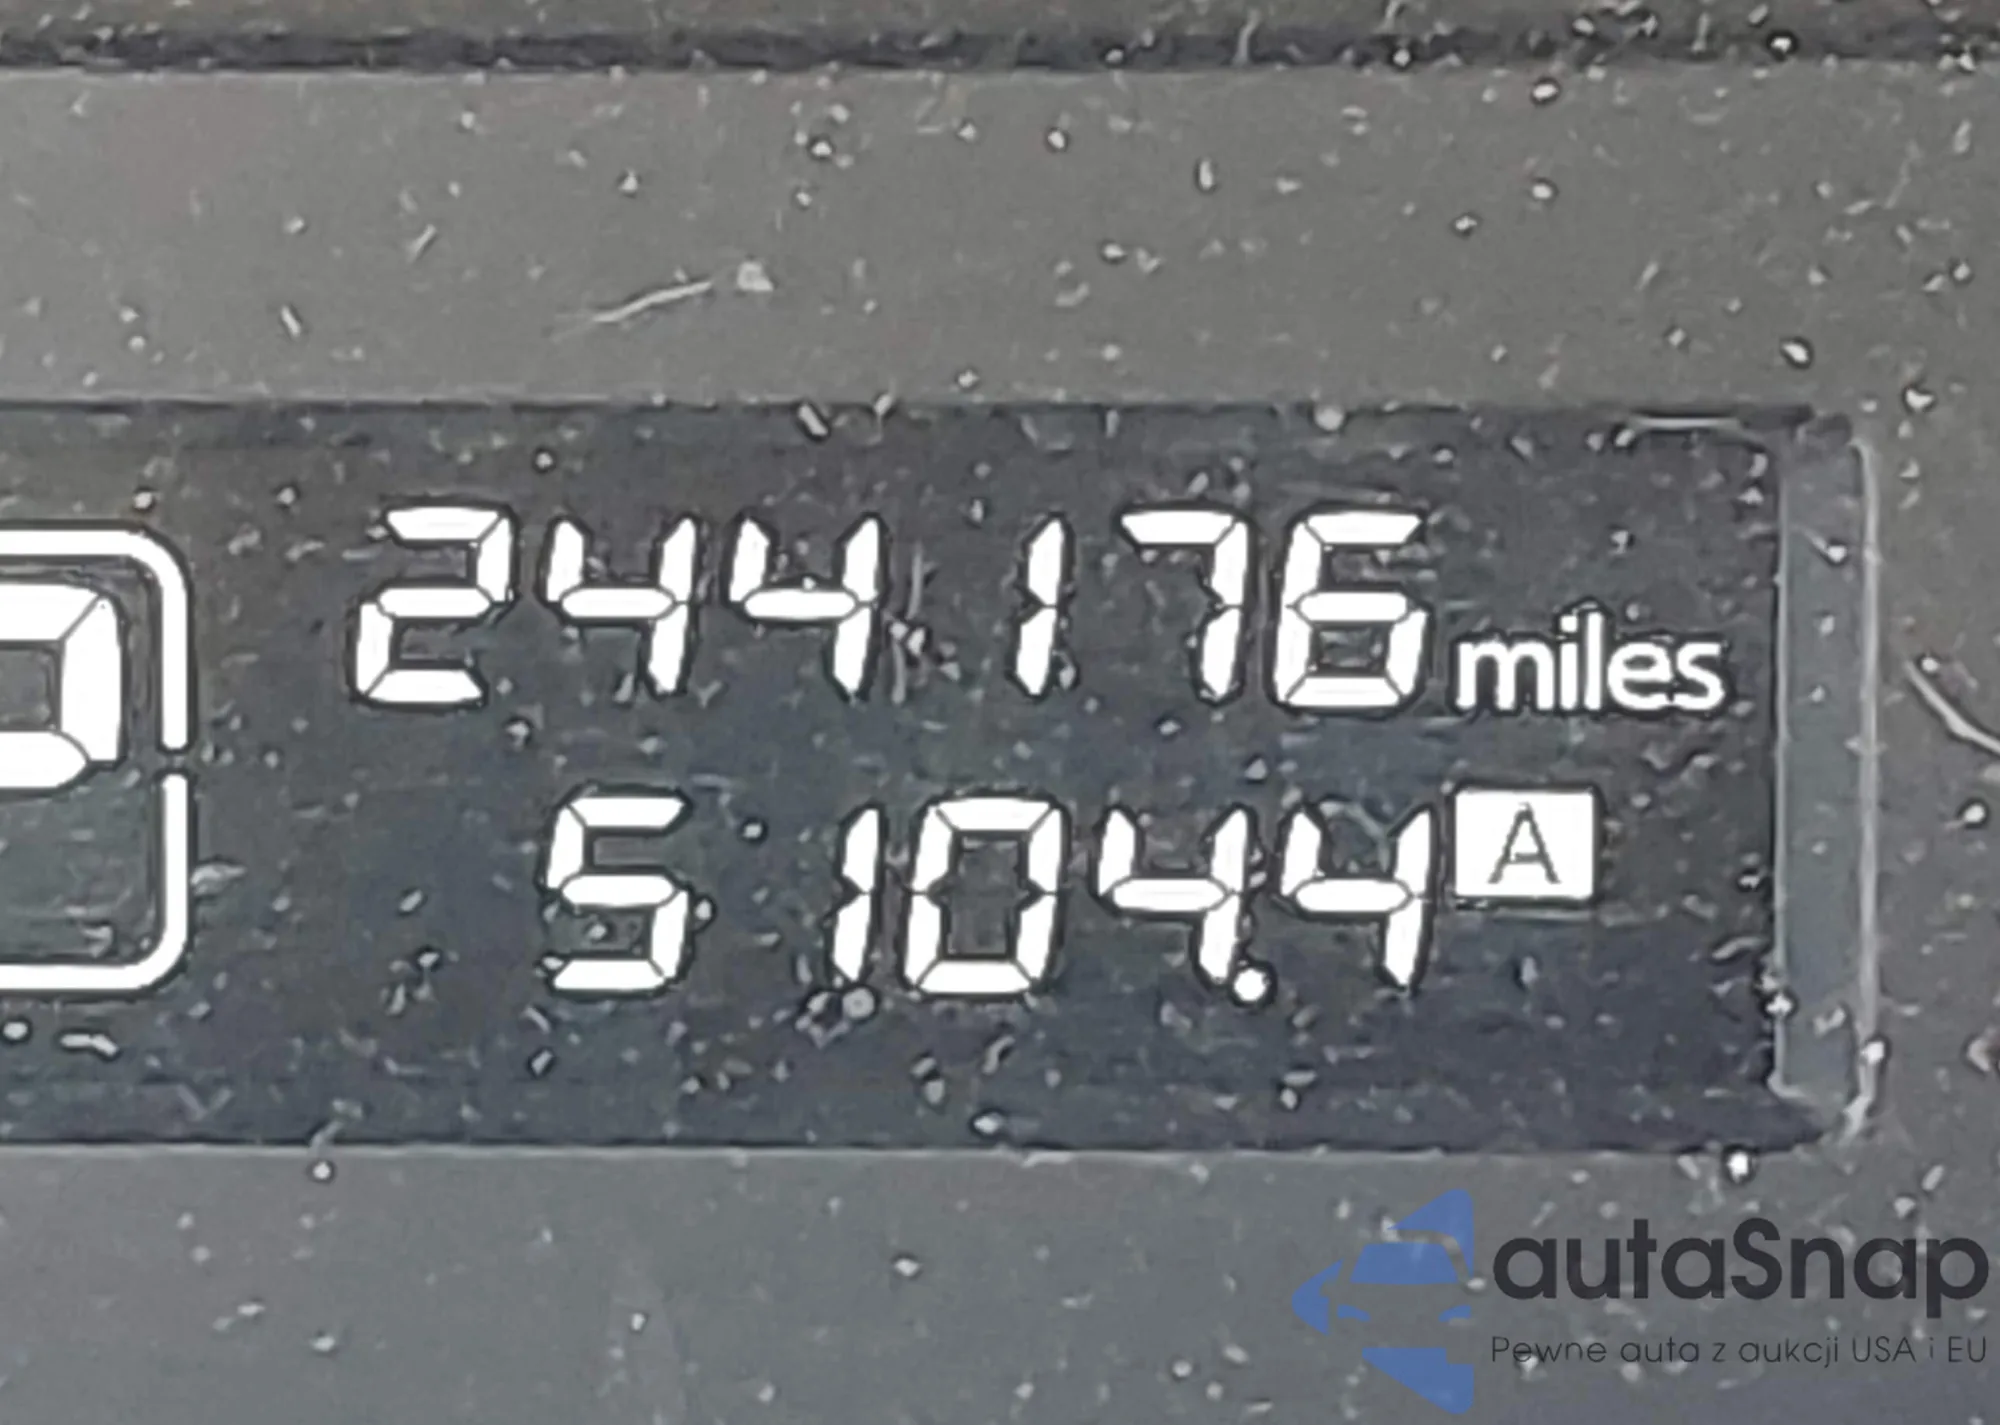 P
244176 miles
5104.4 A
autaSnap
Pewne auta z aukcji USA i EU